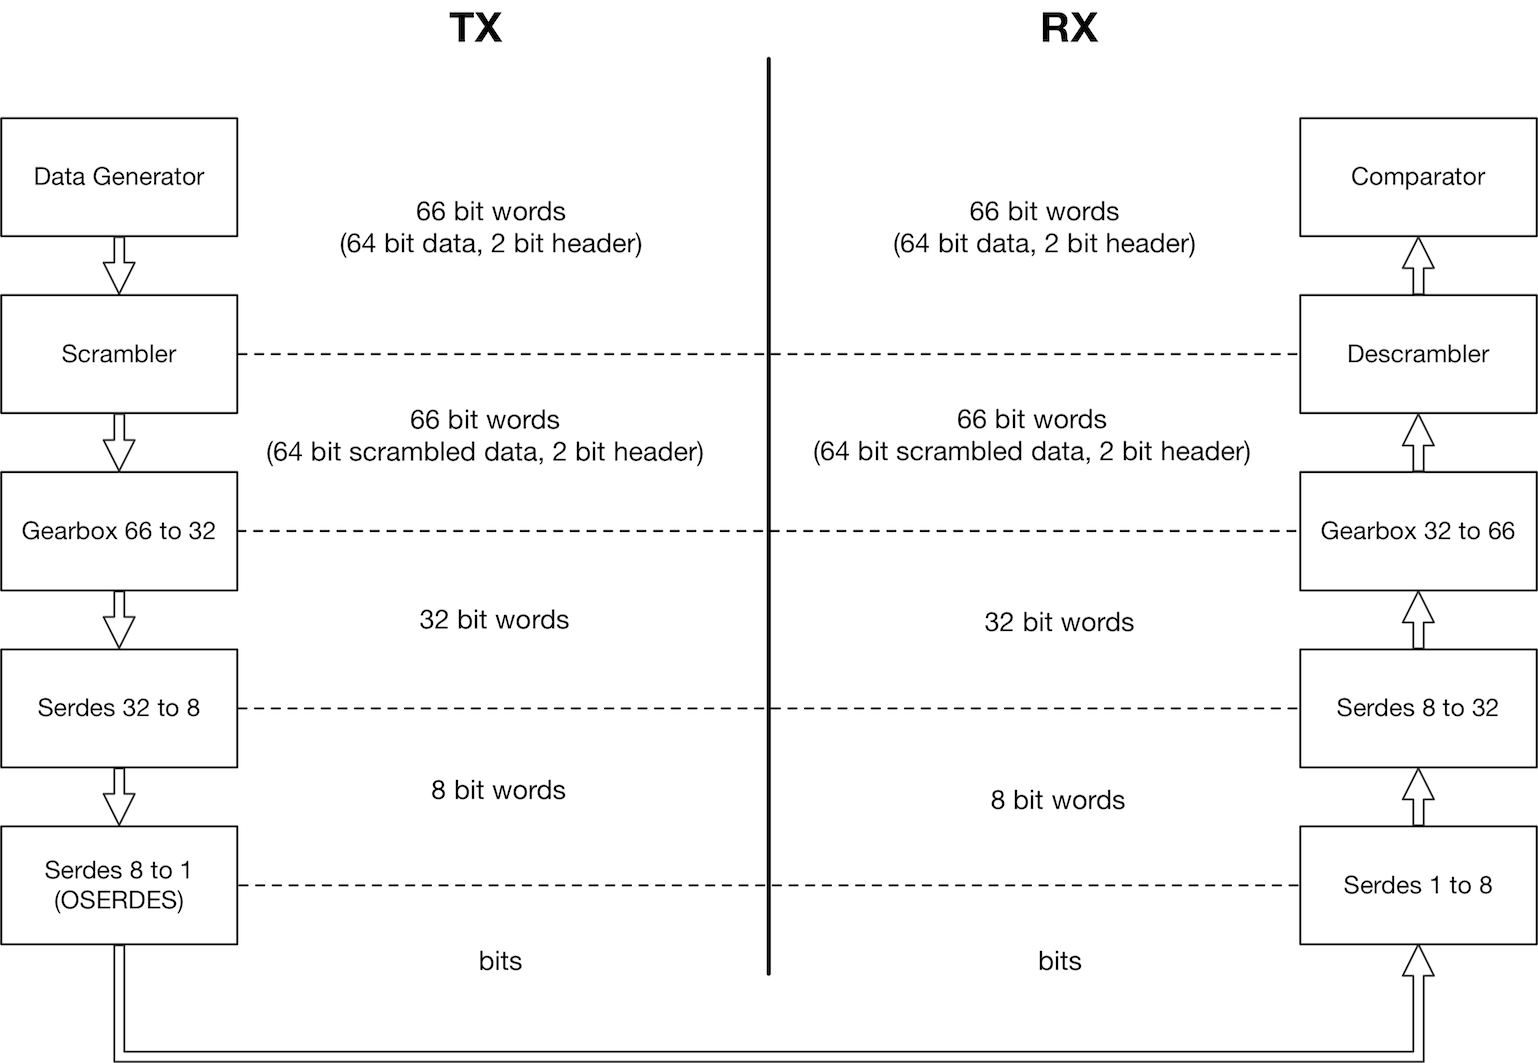 TX
RX
Data Generator
Comparator
66 bit words
(64 bit data, 2 bit header)
66 bit words
(64 bit data, 2 bit header)
Scrambler
Descrambler
66 bit words
(64 bit scrambled data, 2 bit header)
66 bit words
(64 bit scrambled data, 2 bit header)
Gearbox 66 to 32
Gearbox 32 to 66
32 bit words
32 bit words
Serdes 32 to 8
Serdes 8 to 32
8 bit words
8 bit words
Serdes 8 to 1
(OSERDES)
Serdes 1 to 8
bits
bits